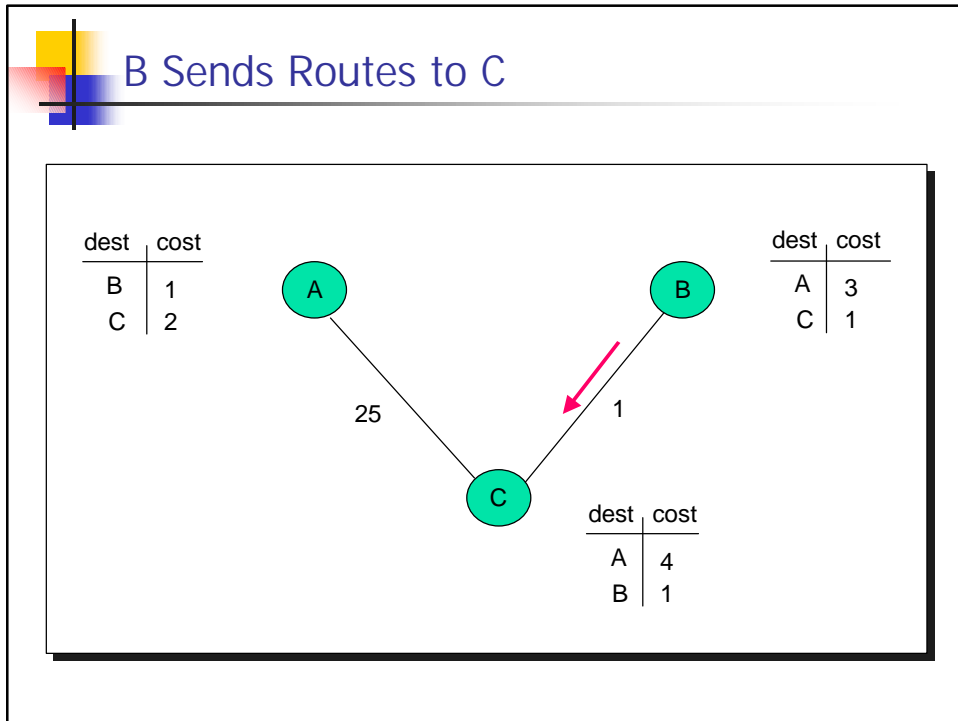 B Sends Routes to C
dest cost
B 1
C 2
A
B
dest cost
A 3
C 1
25
1
C
dest cost
A 4
B 1